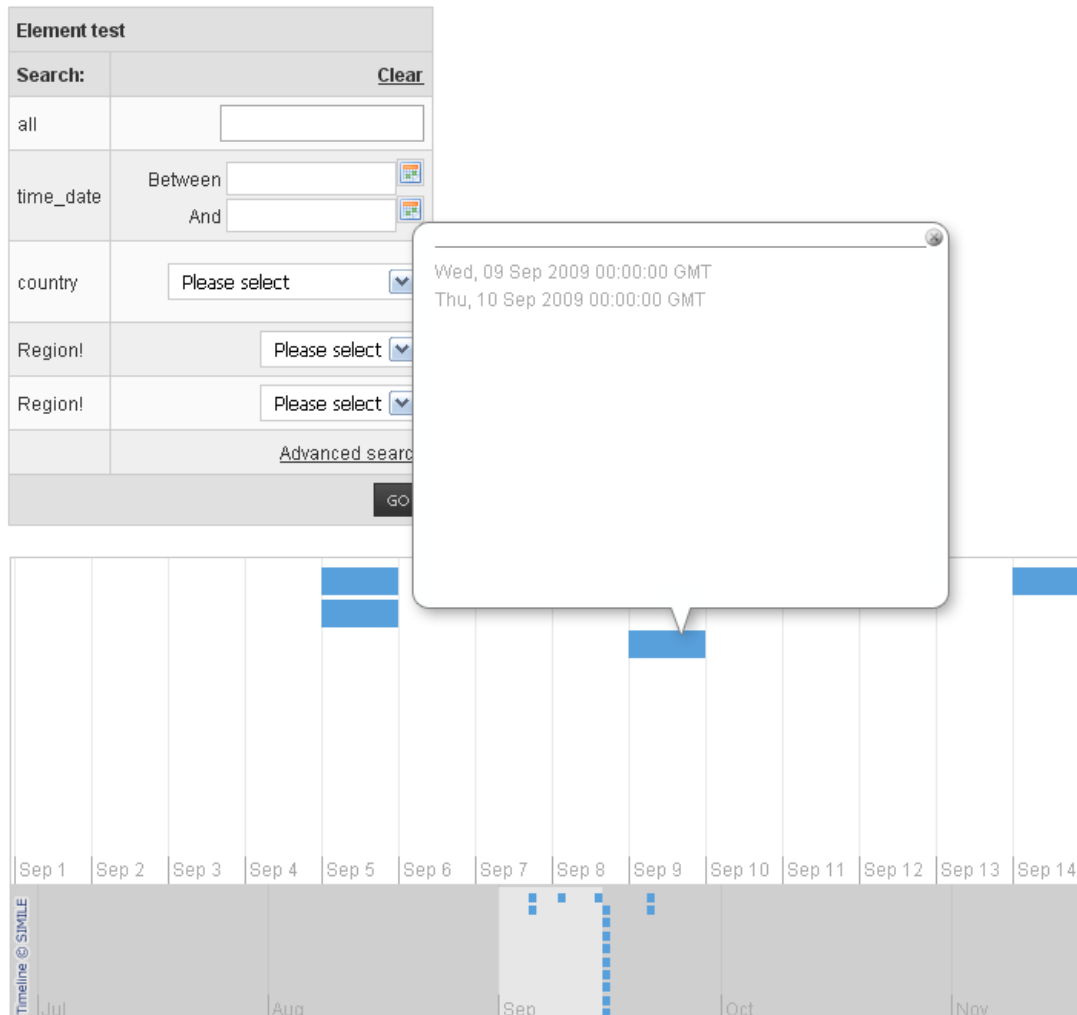 Element test
Search: Clear
all
time_date Between
And
country Please select
Region! Please select
Region! Please select
Advanced searc
GO
Wed, 09 Sep 2009 00:00:00 GMT
Thu, 10 Sep 2009 00:00:00 GMT
Sep 1 Sep 2 Sep 3 Sep 4 Sep 5 Sep 6 Sep 7 Sep 8 Sep 9 Sep 10 Sep 11 Sep 12 Sep 13 Sep 14
Timeline © SIMILE
Jul Aug Sep Oct Nov